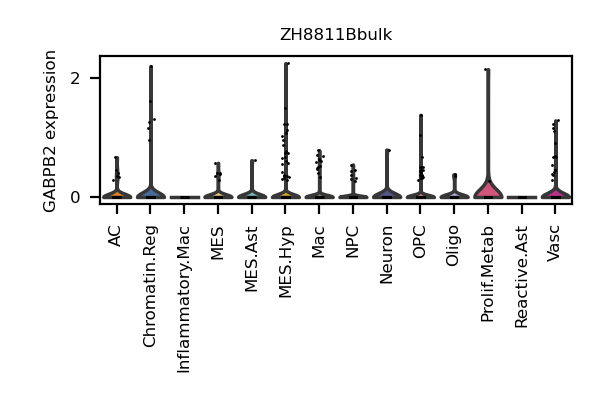 ZH8811Bbulk
GABPB2 expression
2
0
AC
Chromatin.Reg
Inflammatory.Mac
MES
MES.Ast
MES.Hyp
Mac
NPC
Neuron
OPC
Oligo
Prolif.Metab
Reactive.Ast
Vasc